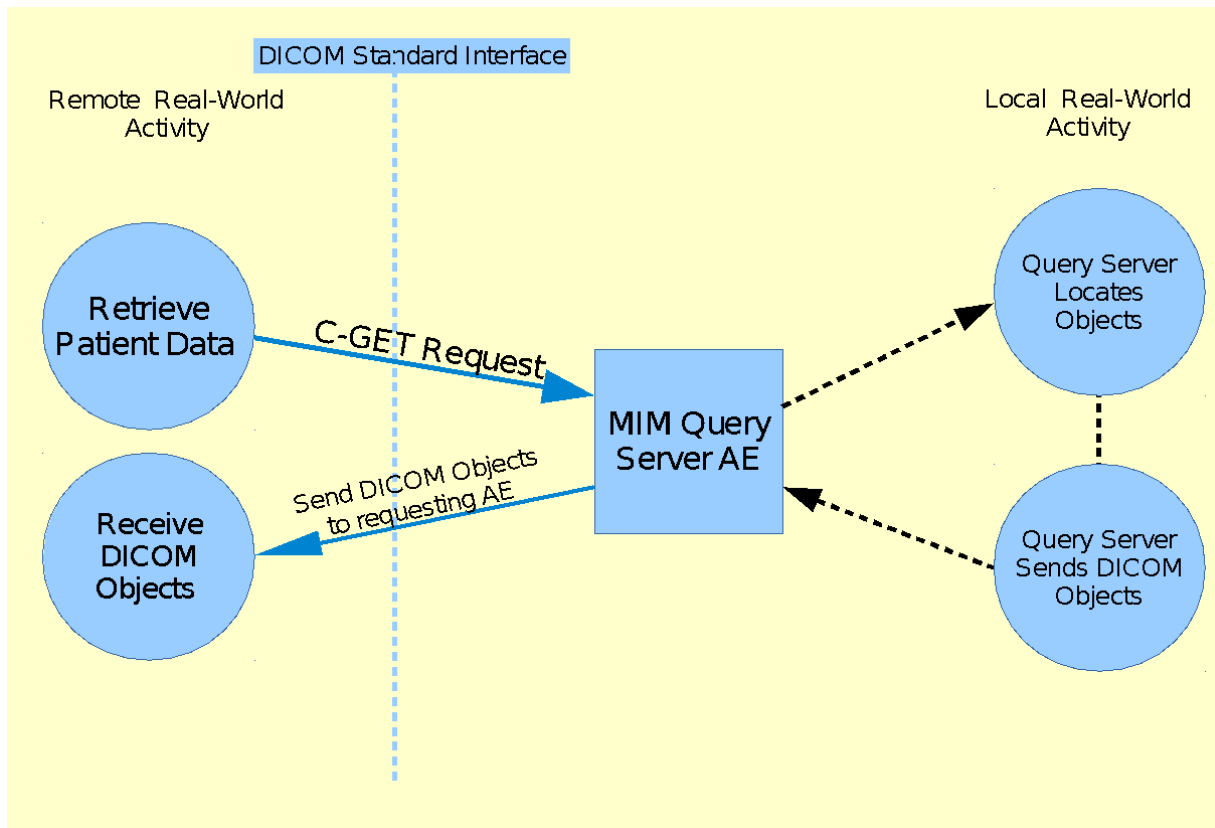 DICOM Standard Interface
Remote Real-World
Activity
Local Real-World
Activity
Retrieve
Patient Data
C-GET Request
MIM Query
Server AE
Query Server
Locates
Objects
Send DICOM Objects
to requesting AE
Receive
DICOM
Objects
Query Server
Sends DICOM
Objects